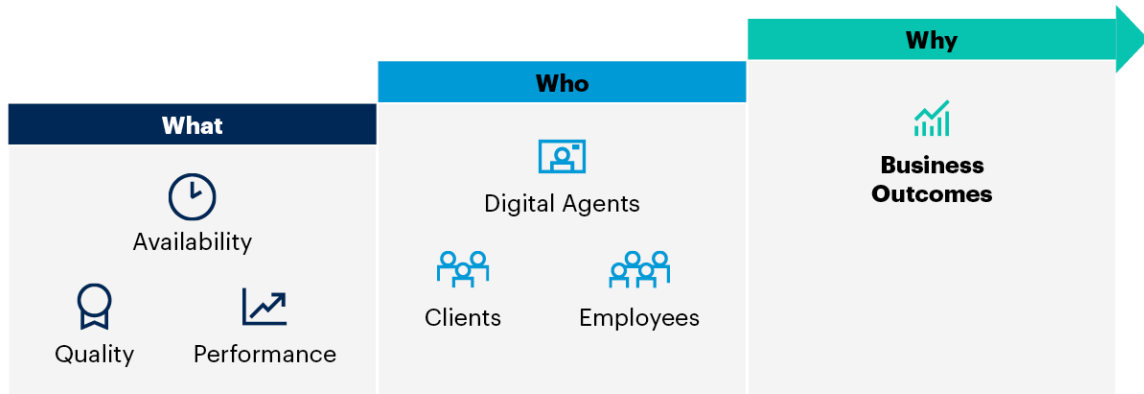 What
Availability
Quality
Performance
Who
Digital Agents
Clients
Employees
Why
Business
Outcomes